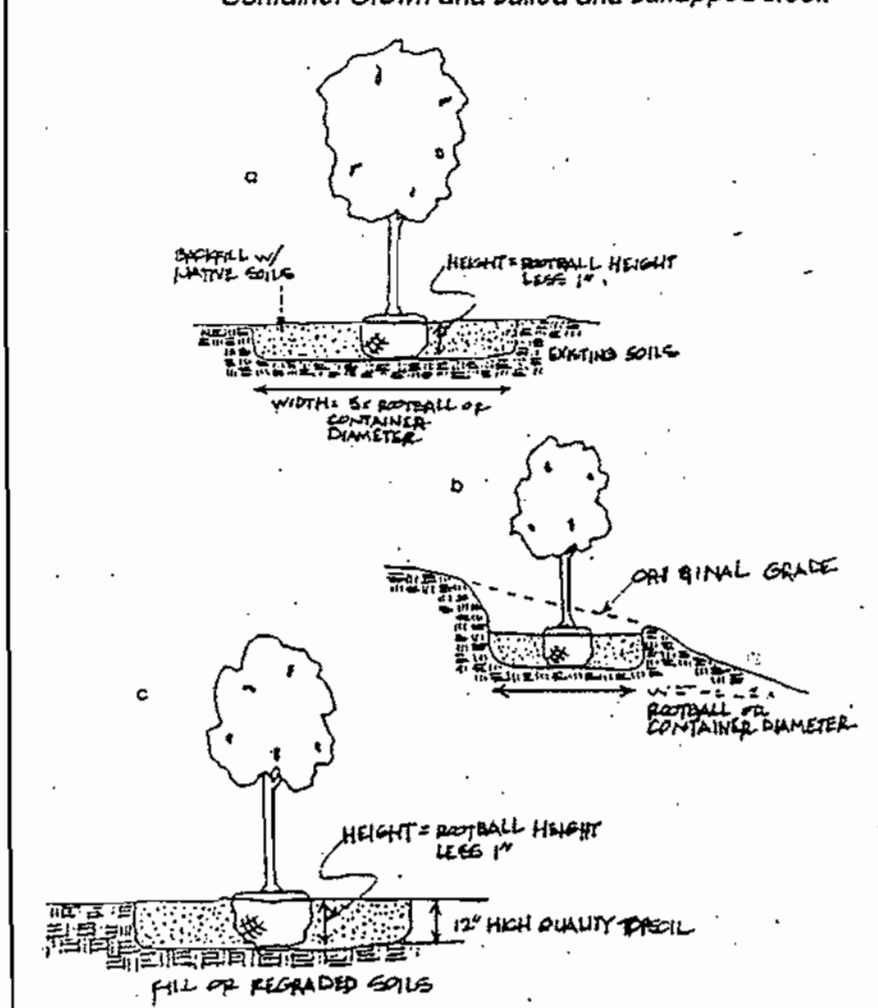 Container Grown and Balled and Burlapped Stock
a
BACKFILL W/
NATIVE SOILS
HEIGHT = ROOTBALL HEIGHT
LESS 1".
EXISTING SOILS
WIDTH = 5x ROOTBALL OR
CONTAINER
DIAMETER
b
ORIGINAL GRADE
ROOTBALL OR
CONTAINER DIAMETER
c
HEIGHT = ROOTBALL HEIGHT
LESS 1"
12" HIGH QUALITY TOPSOIL
FILL OR REGRADED SOILS